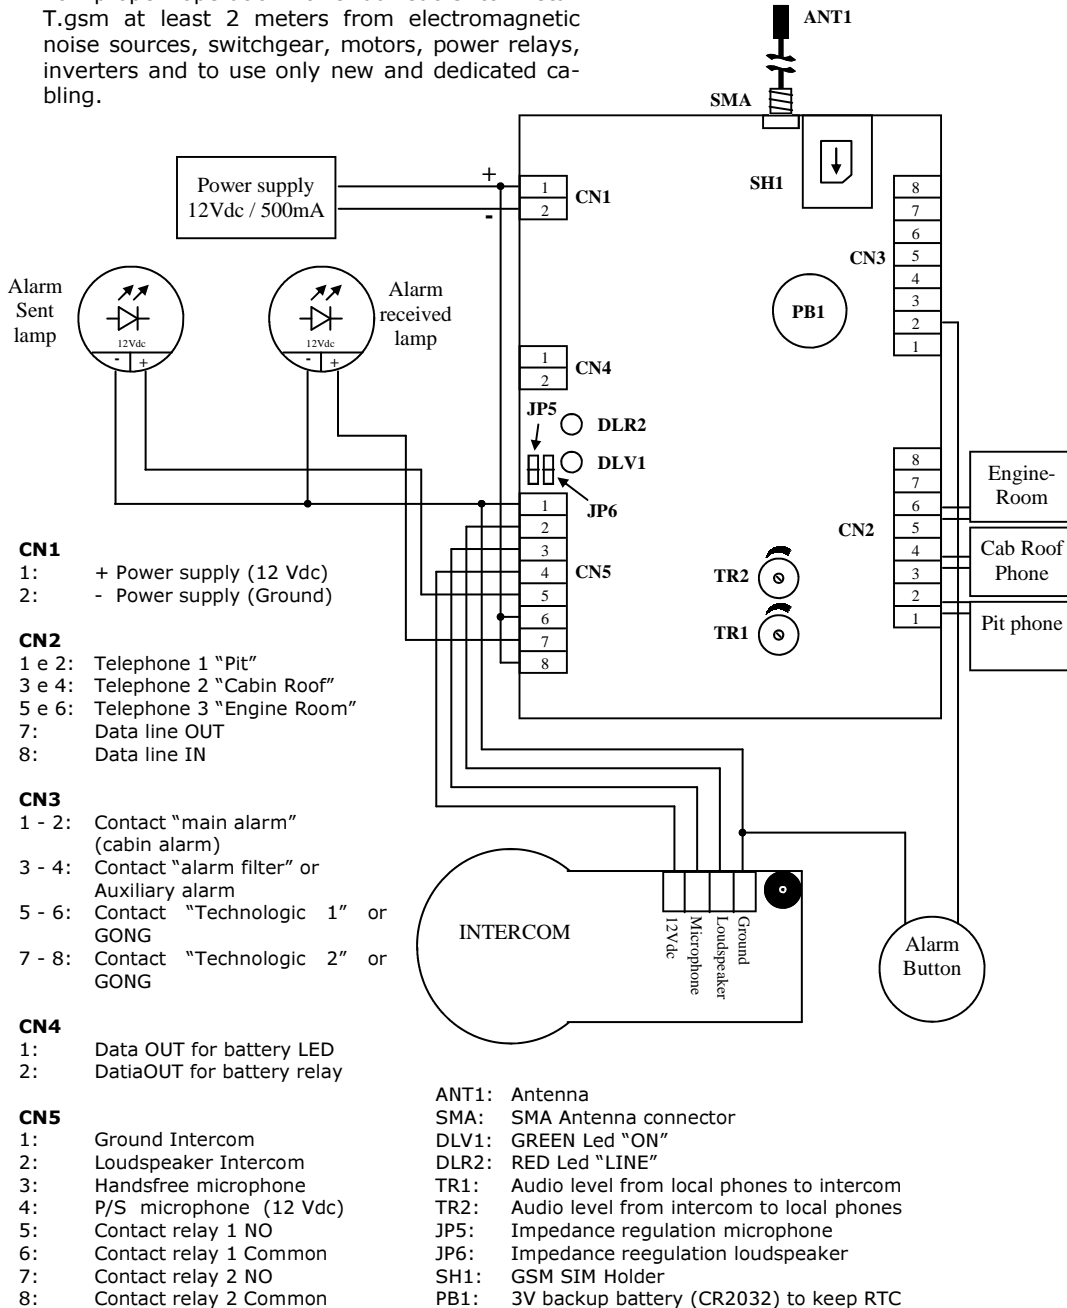 T.gsm at least 2 meters from electromagnetic
noise sources, switchgear, motors, power relays,
inverters and to use only new and dedicated ca-
bling.
ANT1
SMA
SH1
Power supply
12Vdc / 500mA
+
-
1
2
CN1
8
7
6
5
4
3
2
1
CN3
PB1
Alarm
Sent
lamp
12Vdc
-
+
Alarm
received
lamp
12Vdc
-
+
1
2
CN4
JP5
DLR2
DLV1
JP6
1
2
3
4
5
6
7
8
CN5
8
7
6
5
4
3
2
1
CN2
Engine-
Room
Cab Roof
Phone
Pit phone
TR2
TR1
INTERCOM
12Vdc
Microphone
Loudspeaker
Ground
Alarm
Button
CN1
1: + Power supply (12 Vdc)
2: - Power supply (Ground)
CN2
1 e 2: Telephone 1 “Pit”
3 e 4: Telephone 2 “Cabin Roof”
5 e 6: Telephone 3 “Engine Room”
7: Data line OUT
8: Data line IN
CN3
1 - 2: Contact “main alarm”
(cabin alarm)
3 - 4: Contact “alarm filter” or
Auxiliary alarm
5 - 6: Contact “Technologic 1” or
GONG
7 - 8: Contact “Technologic 2” or
GONG
CN4
1: Data OUT for battery LED
2: DatiaOUT for battery relay
CN5
1: Ground Intercom
2: Loudspeaker Intercom
3: Handsfree microphone
4: P/S microphone (12 Vdc)
5: Contact relay 1 NO
6: Contact relay 1 Common
7: Contact relay 2 NO
8: Contact relay 2 Common
ANT1: Antenna
SMA: SMA Antenna connector
DLV1: GREEN Led “ON”
DLR2: RED Led “LINE”
TR1: Audio level from local phones to intercom
TR2: Audio level from intercom to local phones
JP5: Impedance regulation microphone
JP6: Impedance reegulation loudspeaker
SH1: GSM SIM Holder
PB1: 3V backup battery (CR2032) to keep RTC